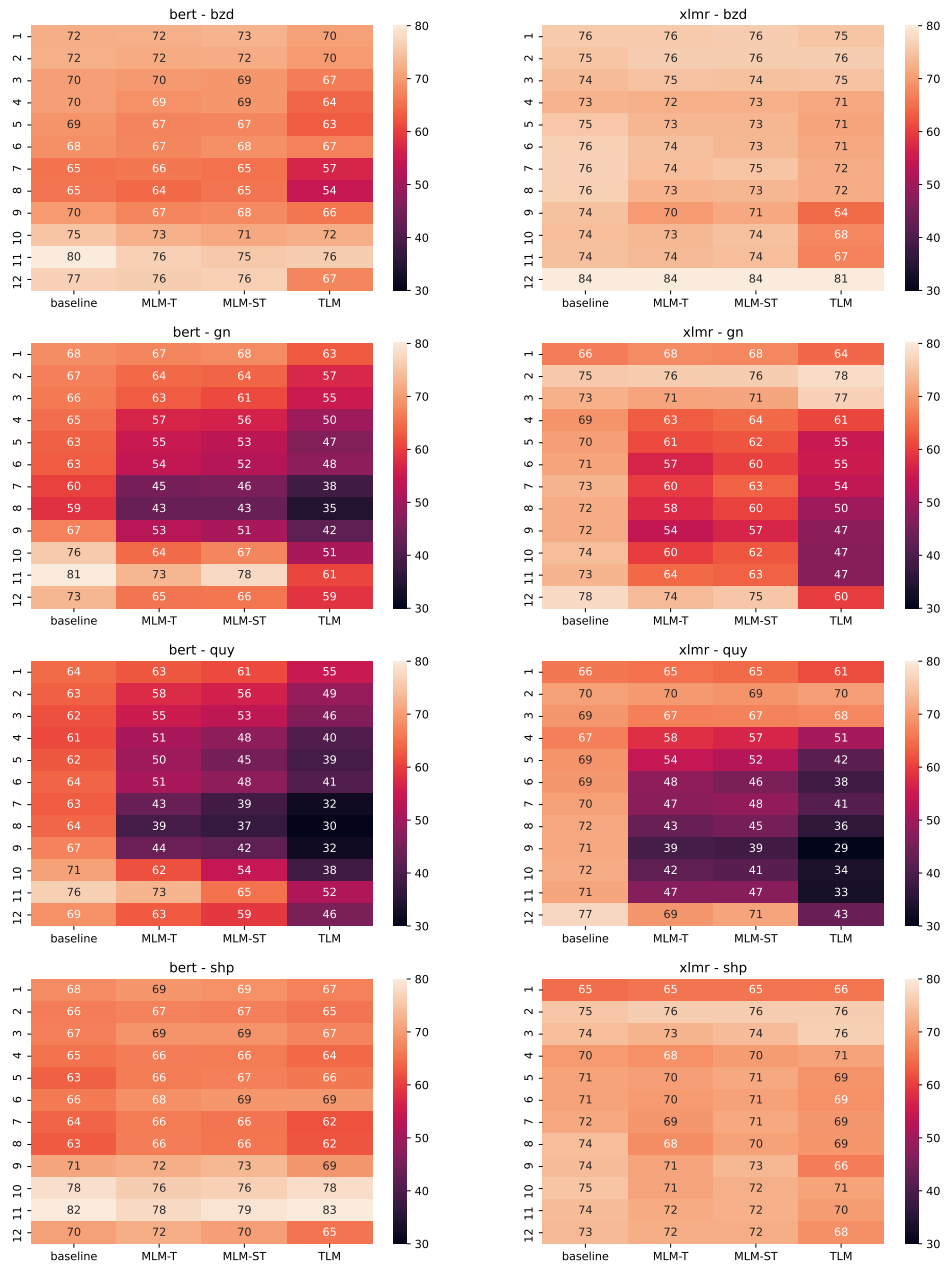 bert - bzd
1 72 72 73 70
2 72 72 72 70
3 70 70 69 67
4 70 69 69 64
5 69 67 67 63
6 68 67 68 67
7 65 66 65 57
8 65 64 65 54
9 70 67 68 66
10 75 73 71 72
11 80 76 75 76
12 77 76 76 67
baseline MLM-T MLM-ST TLM
80
70
60
50
40
30
xlmr - bzd
1 76 76 76 75
2 75 76 76 76
3 74 75 74 75
4 73 72 73 71
5 75 73 73 71
6 76 74 73 71
7 76 74 75 72
8 76 73 73 72
9 74 70 71 64
10 74 73 74 68
11 74 73 73 67
12 84 84 84 81
baseline MLM-T MLM-ST TLM
80
70
60
50
40
30
bert - gn
1 68 67 68 63
2 67 64 64 57
3 66 63 61 55
4 65 57 56 50
5 63 55 53 47
6 63 54 52 48
7 60 45 46 38
8 59 43 43 35
9 67 53 51 42
10 76 64 67 51
11 81 73 78 61
12 73 65 66 59
baseline MLM-T MLM-ST TLM
80
70
60
50
40
30
xlmr - gn
1 66 68 68 64
2 75 76 76 78
3 73 71 71 77
4 69 63 64 61
5 70 61 62 55
6 71 57 60 55
7 73 60 63 54
8 72 58 60 50
9 72 54 57 47
10 74 60 62 47
11 73 64 63 47
12 78 74 75 60
baseline MLM-T MLM-ST TLM
80
70
60
50
40
30
bert - quy
1 64 63 61 55
2 63 58 56 49
3 62 55 53 46
4 61 51 48 40
5 62 50 45 39
6 64 51 48 41
7 63 43 39 32
8 64 39 37 30
9 67 44 42 32
10 71 62 54 38
11 76 73 65 52
12 69 63 59 46
baseline MLM-T MLM-ST TLM
80
70
60
50
40
30
xlmr - quy
1 66 65 65 61
2 70 70 69 70
3 69 67 67 68
4 67 58 57 51
5 69 54 52 42
6 69 48 46 38
7 70 47 48 41
8 72 43 45 36
9 71 39 39 29
10 72 42 41 34
11 71 47 47 33
12 77 69 71 43
baseline MLM-T MLM-ST TLM
80
70
60
50
40
30
bert - shp
1 68 69 69 67
2 66 67 67 65
3 67 69 69 67
4 65 66 66 64
5 63 66 67 66
6 66 68 69 69
7 64 66 66 62
8 63 66 66 62
9 71 72 73 69
10 78 76 76 78
11 82 78 79 83
12 70 72 70 65
baseline MLM-T MLM-ST TLM
80
70
60
50
40
30
xlmr - shp
1 65 65 65 66
2 75 76 76 76
3 74 73 74 76
4 70 68 70 71
5 71 70 71 69
6 71 70 71 69
7 72 69 71 69
8 74 68 70 69
9 74 71 73 66
10 75 71 72 71
11 74 72 72 70
12 73 72 72 68
baseline MLM-T MLM-ST TLM
80
70
60
50
40
30